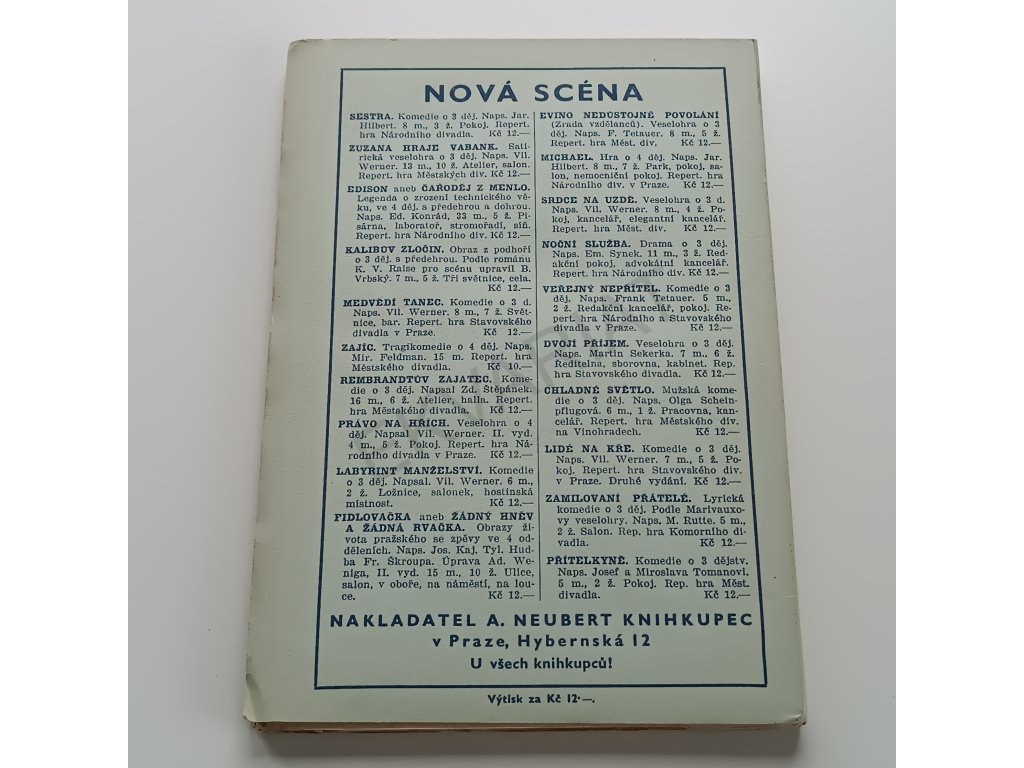 NOVÁ SCÉNA
SESTRA. Komedie o 3 děj. Naps. Jar.
Hilbert. 8 m., 3 ž. Pokoj. Repert.
hra Národního divadla. Kč 12.—
ZUZANA HRAJE VABANK. Sati-
rická veselohra o 3 děj. Naps. Vil.
Werner. 13 m., 10 ž. Atelier, salon.
Repert. hra Městských div. Kč 12.—
EDISON aneb ČARODĚJ Z MENLO.
Legenda o zrození technického vě-
ku, ve 4 děj. s předehrou a dohrou.
Naps. Ed. Konrád, 33 m., 5 ž. Pi-
sárna, laboratoř, stromořadí, síň.
Repert. hra Národního div. Kč 12.—
KALIBŮV ZLOČIN. Obraz z podhoří
o 3 děj. s předehrou. Podle románu
K. V. Raise pro scénu upravil B.
Vrbský. 7 m., 5 ž. Tři světnice, cela.
Kč 12.—
MEDVĚDÍ TANEC. Komedie o 3 d.
Naps. Vil. Werner. 8 m., 7 ž. Svět-
nice, bar. Repert. hra Stavovského
divadla v Praze. Kč 12.—
ZAJÍC. Tragikomedie o 4 děj. Naps.
Mir. Feldman. 15 m. Repert. hra
Městského divadla. Kč 10.—
REMBRANDTŮV ZAJATEC. Kome-
die o 3 děj. Napsal Zd. Štěpánek.
16 m., 6 ž. Atelier, halla. Repert.
hra Městského divadla. Kč 12.—
PRÁVO NA HŘÍCH. Veselohra o 4
děj. Napsal Vil. Werner. II. vyd.
4 m., 5 ž. Pokoj. Repert. hra Ná-
rodního divadla v Praze. Kč 12.—
LABYRINT MANŽELSTVÍ. Komedie
o 3 děj. Napsal. Vil. Werner. 6 m.,
2 ž. Ložnice, salonek, hostinská
místnost. Kč 12.—
FIDLOVAČKA aneb ŽÁDNÝ HNĚV
A ŽÁDNÁ RVAČKA. Obrazy ži-
vota pražského se zpěvy ve 4 od-
děleních. Naps. Jos. Kaj. Tyl. Hud-
ba Fr. Škroupa. Úprava Ad. We-
niga, II. vyd. 15 m., 10 ž. Ulice,
salon, v oboře, na náměstí, na lou-
ce. Kč 12.—
EVINO NEDŮSTOJNÉ POVOLÁNÍ
(Zrada vzdělanců). Veselohra o 3
děj. Naps. F. Tetauer. 8 m., 5 ž.
Repert. hra Měst. div. Kč 12.—
MICHAEL. Hra o 4 děj. Naps. Jar.
Hilbert. 8 m., 7 ž. Park, pokoj, sa-
lon, nemocniční pokoj. Repert. hra
Národního div. v Praze. Kč 12.—
SRDCE NA UZDĚ. Veselohra o 3 d.
Naps. Vil. Werner. 8 m., 4 ž. Po-
koj, kancelář, elegantní kancelář.
Repert. hra Měst. div. Kč 12.—
NOČNÍ SLUŽBA. Drama o 3 děj.
Naps. Em. Synek. 11 m., 3 ž. Red-
akční pokoj, advokátní kancelář.
Repert. hra Národního div. Kč 12.—
VEŘEJNÝ NEPŘÍTEL. Komedie o 3
děj. Naps. Frank Tetauer. 5 m.,
2 ž. Redakční kancelář, pokoj. Re-
pert. hra Národního a Stavovského
divadla v Praze. Kč 12.—
DVOJÍ PŘÍJEM. Veselohra o 3 děj.
Naps. Martin Sekerka. 7 m., 6 ž.
Ředitelna, sborovna, kabinet. Rep.
hra Stavovského divadla. Kč 12.—
CHLADNÉ SVĚTLO. Mužská kome-
die o 3 děj. Naps. Olga Schein-
pflugová. 6 m., 1 ž. Pracovna, kan-
celář. Repert. hra Městského div.
na Vinohradech. Kč 12.—
LIDÉ NA KŘE. Komedie o 3 děj.
Naps. Vil. Werner. 7 m., 5 ž. Po-
koj. Repert. hra Stavovského div.
v Praze. Druhé vydání. Kč 12.—
ZAMILOVANÍ PŘÁTELÉ. Lyrická
komedie o 3 děj. Podle Marivauxo-
vy veselohry. Naps. M. Rutte. 5 m.,
2 ž. Salon. Rep. hra Komorního di-
vadla. Kč 12.—
PŘÍTELKYNĚ. Komedie o 3 dějstv.
Naps. Josef a Miroslava Tomanovi.
5 m., 2 ž. Pokoj. Rep. hra Měst.
divadla. Kč 12.—
NAKLADATEL A. NEUBERT KNIHKUPEC
v Praze, Hybernská 12
U všech knihkupců!
Výtisk za Kč 12·—.